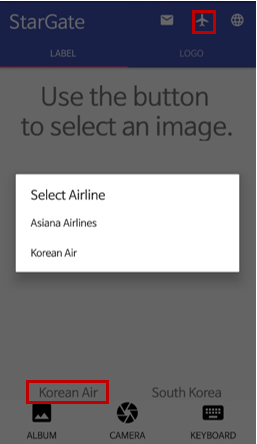 StarGate
LABEL LOGO
Use the button
to select an image.
Select Airline
Asiana Airlines
Korean Air
Korean Air South Korea
ALBUM CAMERA KEYBOARD